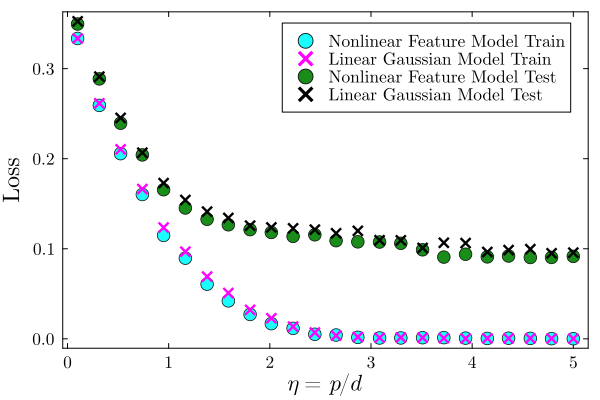 Nonlinear Feature Model Train
Linear Gaussian Model Train
Nonlinear Feature Model Test
Linear Gaussian Model Test
Loss
0.3
0.2
0.1
0.0
0 1 2 3 4 5
η = p/d